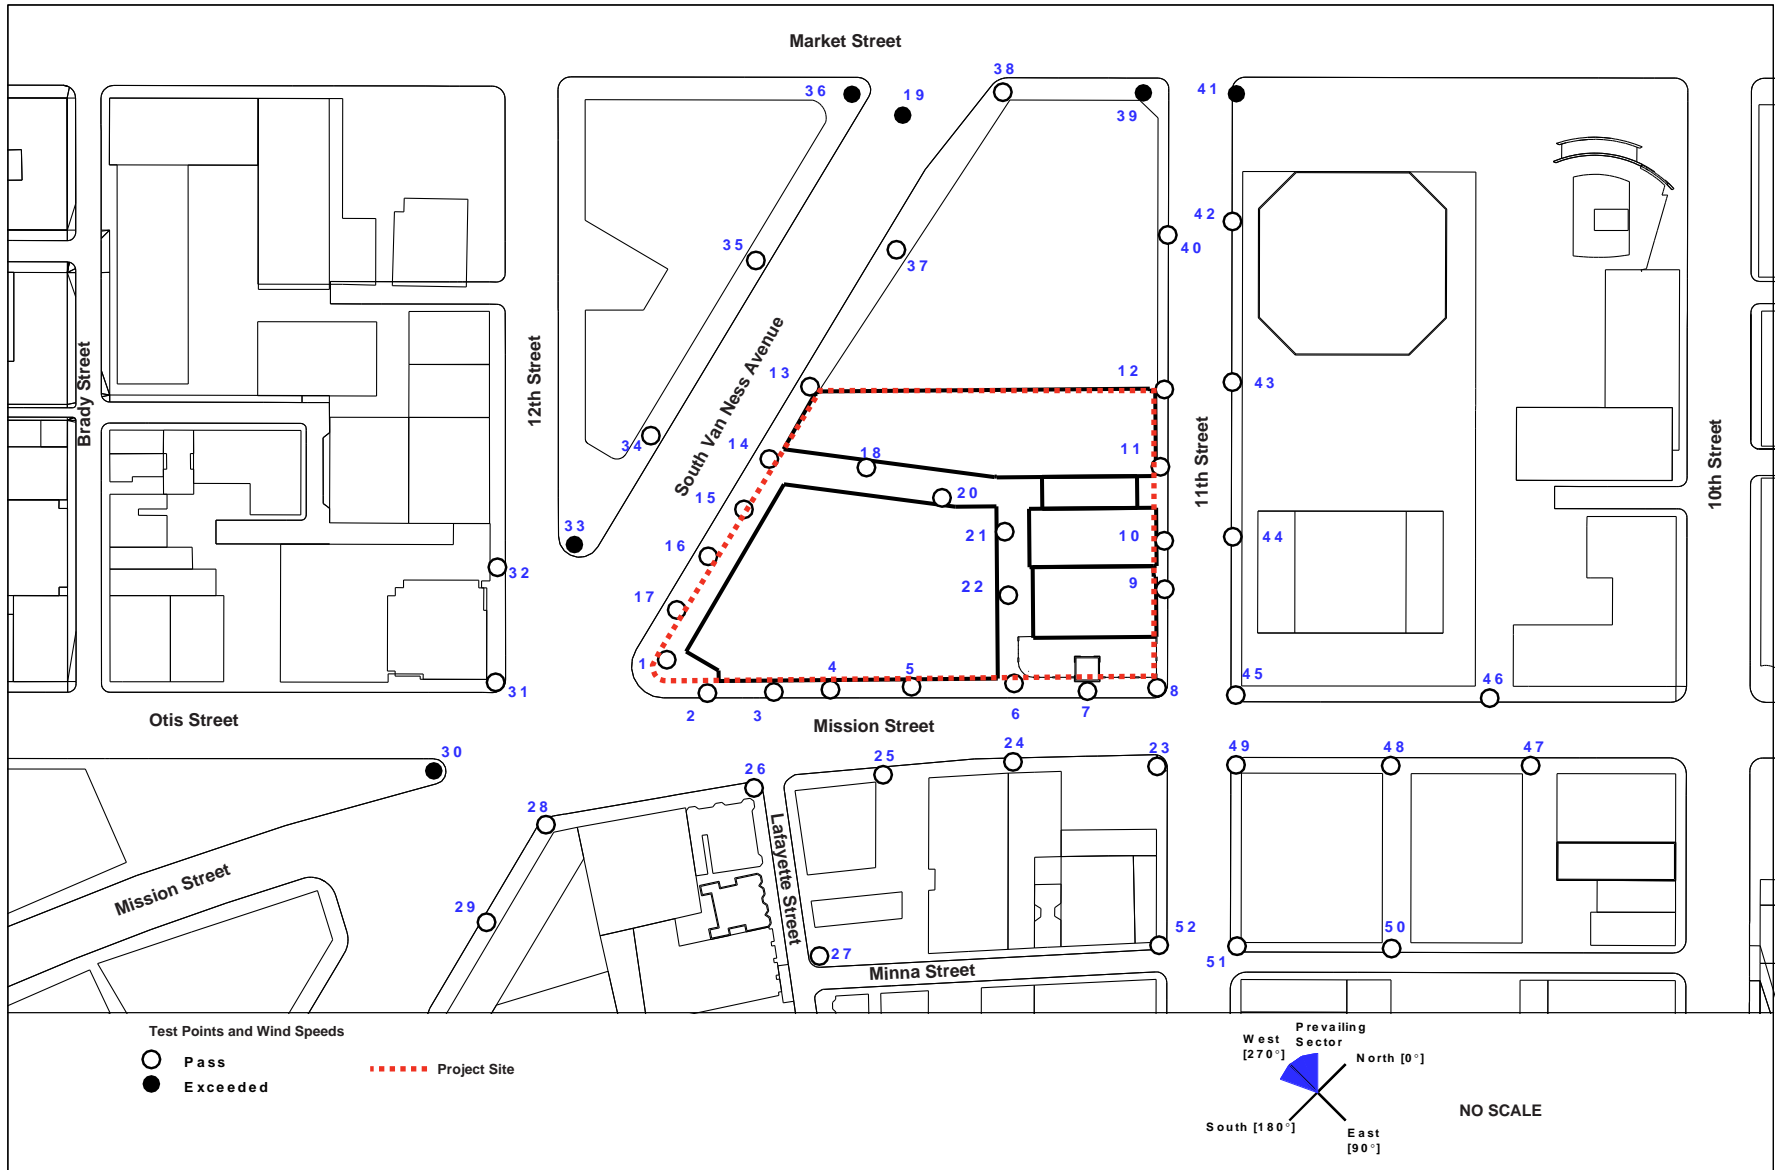 Market Street
38
36
19
41
39
42
35
40
37
South Van Ness Avenue
12th Street
Brady Street
13
12
43
34
14
18
11
11th Street
10th Street
15
20
33
21
10
44
16
32
22
9
17
1
4
5
45
46
31
2
3
6
7
8
Otis Street
Mission Street
30
24
23
49
48
47
25
26
28
Lafayette Street
Mission Street
29
27
52
50
51
Minna Street
Test Points and Wind Speeds
Pass
Exceeded
Project Site
Prevailing
Sector
West
[270°]
North [0°]
South [180°]
East
[90°]
NO SCALE